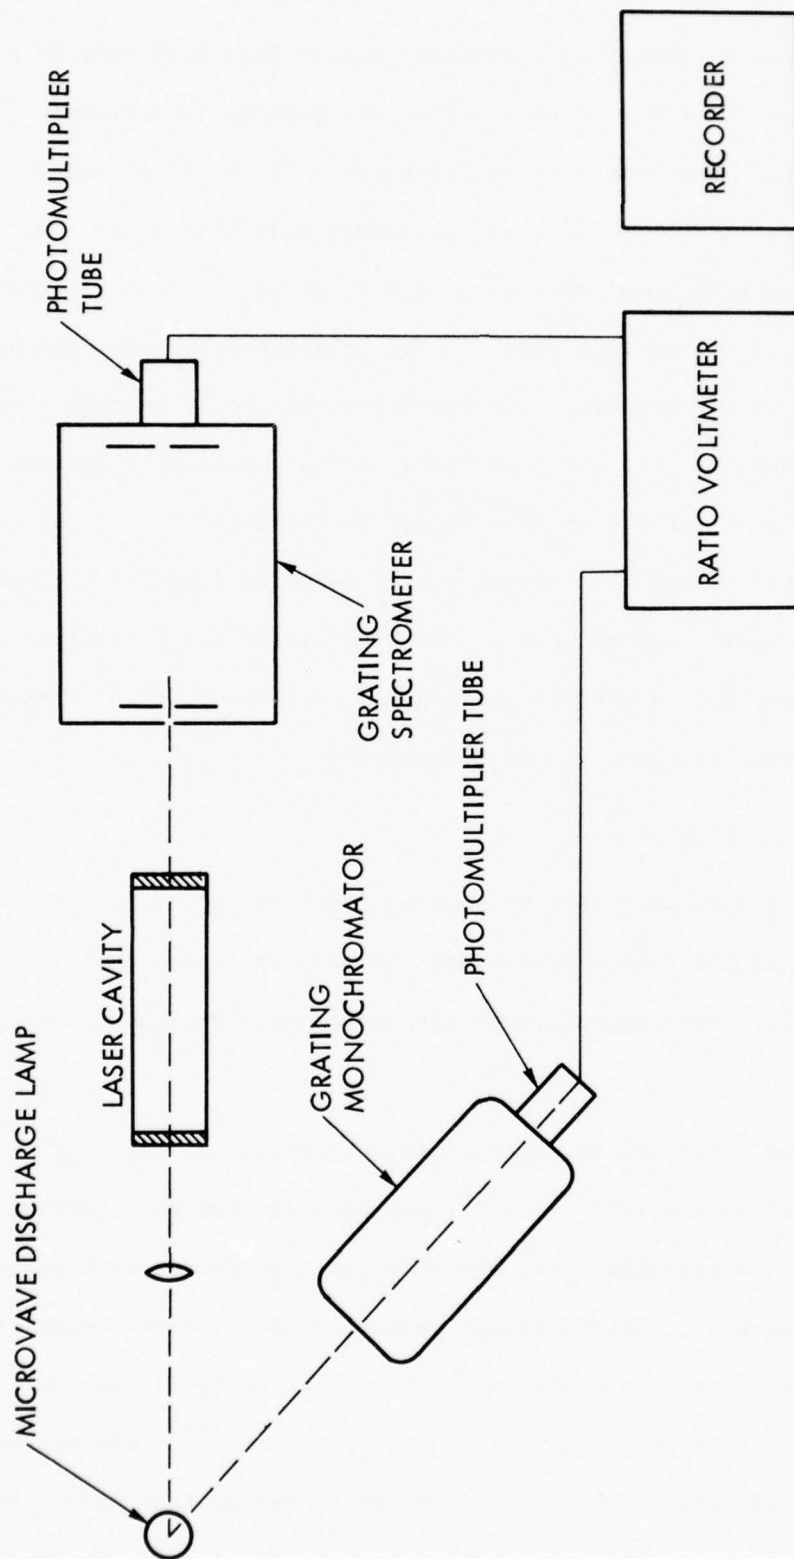 MICROVAVE DISCHARGE LAMP
LASER CAVITY
PHOTOMULTIPLIER
TUBE
GRATING
SPECTROMETER
GRATING
MONOCHROMATOR
PHOTOMULTIPLIER TUBE
RATIO VOLTMETER
RECORDER